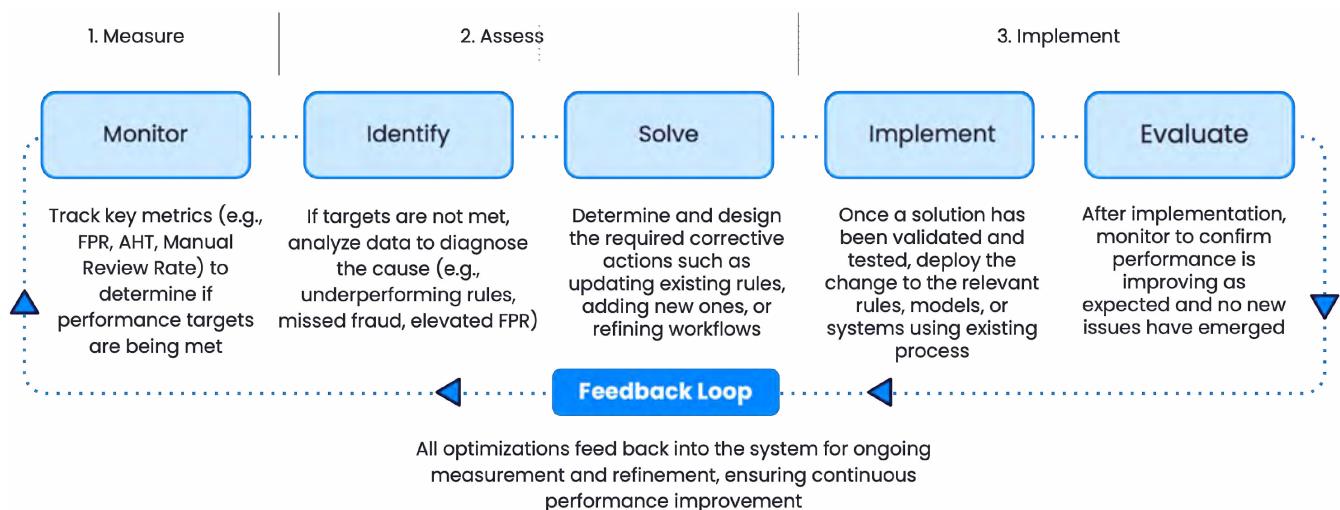 1. Measure
2. Assess
3. Implement
Monitor
Identify
Solve
Implement
Evaluate
Track key metrics (e.g.,
FPR, AHT, Manual
Review Rate) to
determine if
performance targets
are being met
If targets are not met,
analyze data to diagnose
the cause (e.g.,
underperforming rules,
missed fraud, elevated FPR)
Determine and design
the required corrective
actions such as
updating existing rules,
adding new ones, or
refining workflows
Once a solution has
been validated and
tested, deploy the
change to the relevant
rules, models, or
systems using existing
process
After implementation,
monitor to confirm
performance is
improving as
expected and no new
issues have emerged
Feedback Loop
All optimizations feed back into the system for ongoing
measurement and refinement, ensuring continuous
performance improvement